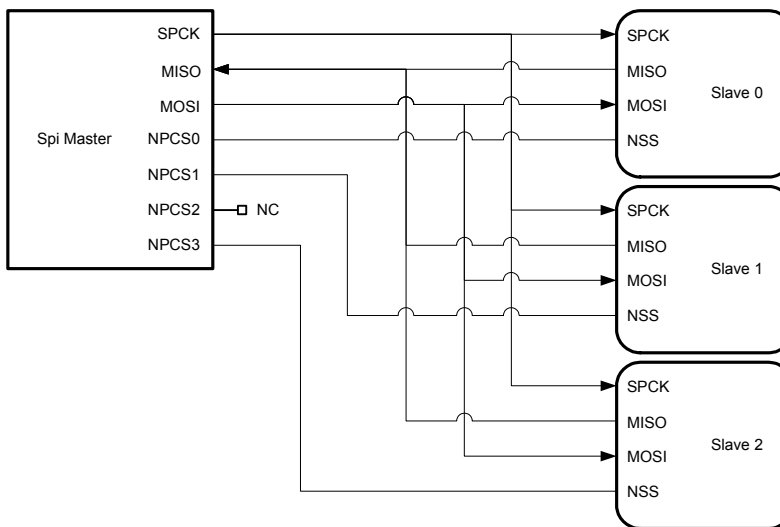 SPCK
MISO
MOSI
Spi Master
NPCS0
NPCS1
NPCS2
NC
NPCS3
SPCK
MISO
Slave 0
MOSI
NSS
SPCK
MISO
Slave 1
MOSI
NSS
SPCK
MISO
Slave 2
MOSI
NSS